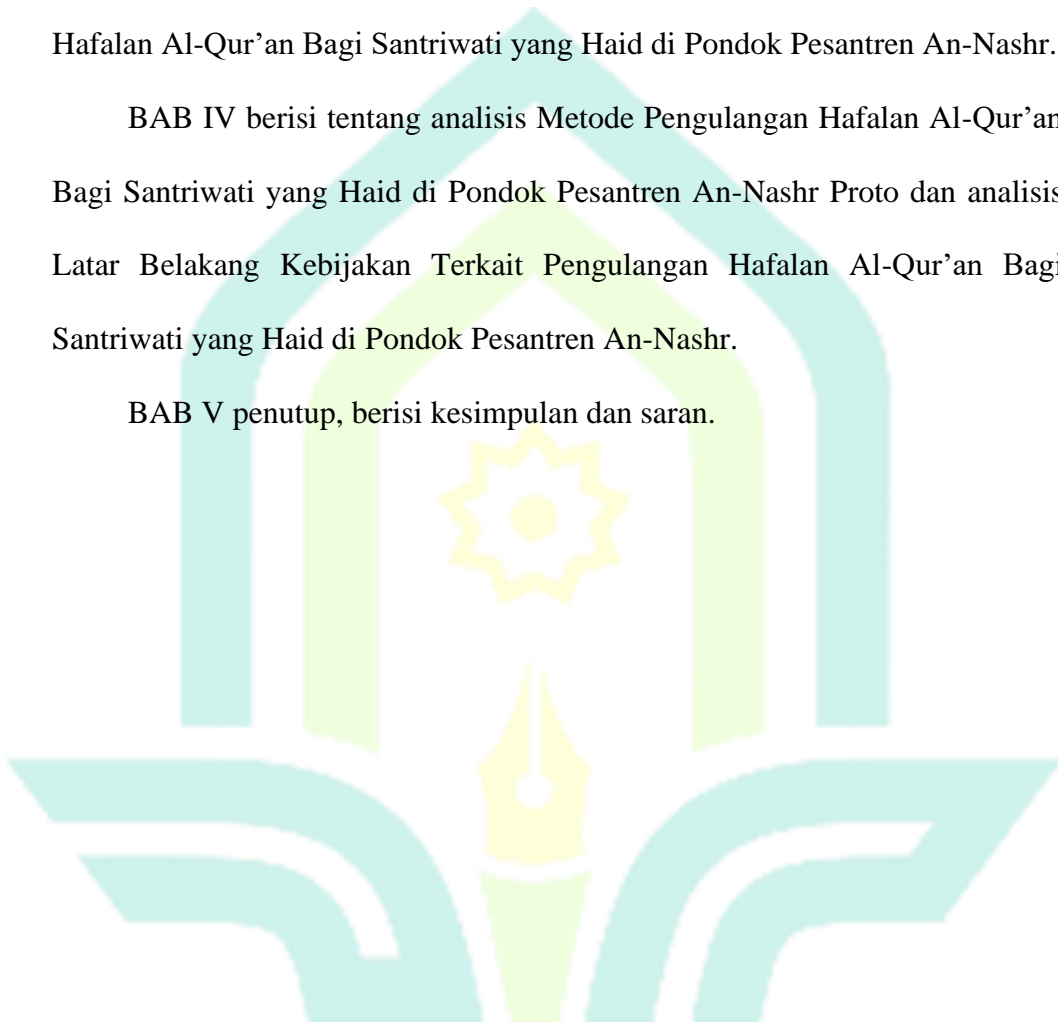 Hafalan Al-Qur’an Bagi Santriwati yang Haid di Pondok Pesantren An-Nashr.
BAB IV berisi tentang analisis Metode Pengulangan Hafalan Al-Qur’an
Bagi Santriwati yang Haid di Pondok Pesantren An-Nashr Proto dan analisis
Latar Belakang Kebijakan Terkait Pengulangan Hafalan Al-Qur’an Bagi
Santriwati yang Haid di Pondok Pesantren An-Nashr.
BAB V penutup, berisi kesimpulan dan saran.